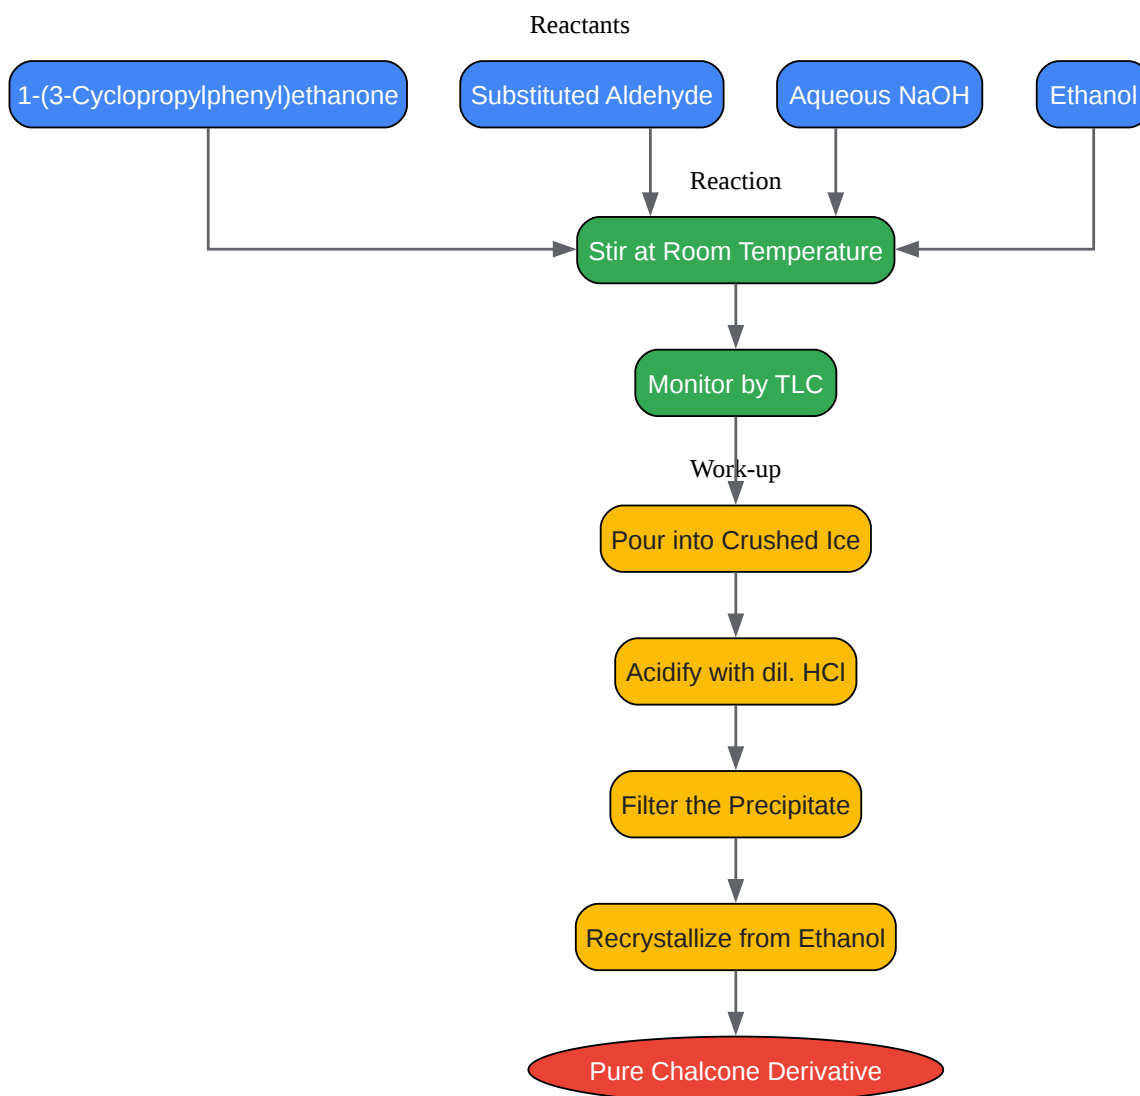 Reactants
1-(3-Cyclopropylphenyl)ethanone
Substituted Aldehyde
Aqueous NaOH
Ethanol
Reaction
Stir at Room Temperature
Monitor by TLC
Work-up
Pour into Crushed Ice
Acidify with dil. HCl
Filter the Precipitate
Recrystallize from Ethanol
Pure Chalcone Derivative